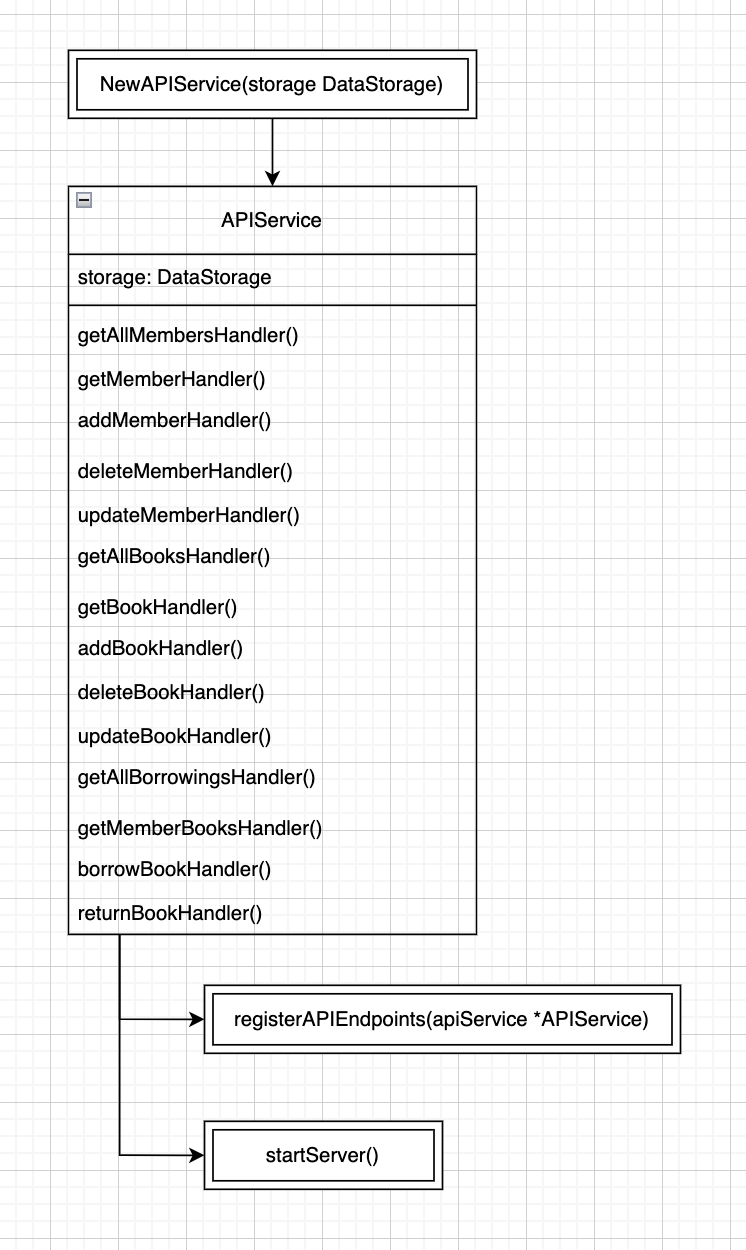 NewAPIService(storage DataStorage)
APIService
storage: DataStorage
getAllMembersHandler()
getMemberHandler()
addMemberHandler()
deleteMemberHandler()
updateMemberHandler()
getAllBooksHandler()
getBookHandler()
addBookHandler()
deleteBookHandler()
updateBookHandler()
getAllBorrowingsHandler()
getMemberBooksHandler()
borrowBookHandler()
returnBookHandler()
registerAPIEndpoints(apiService *APIService)
startServer()